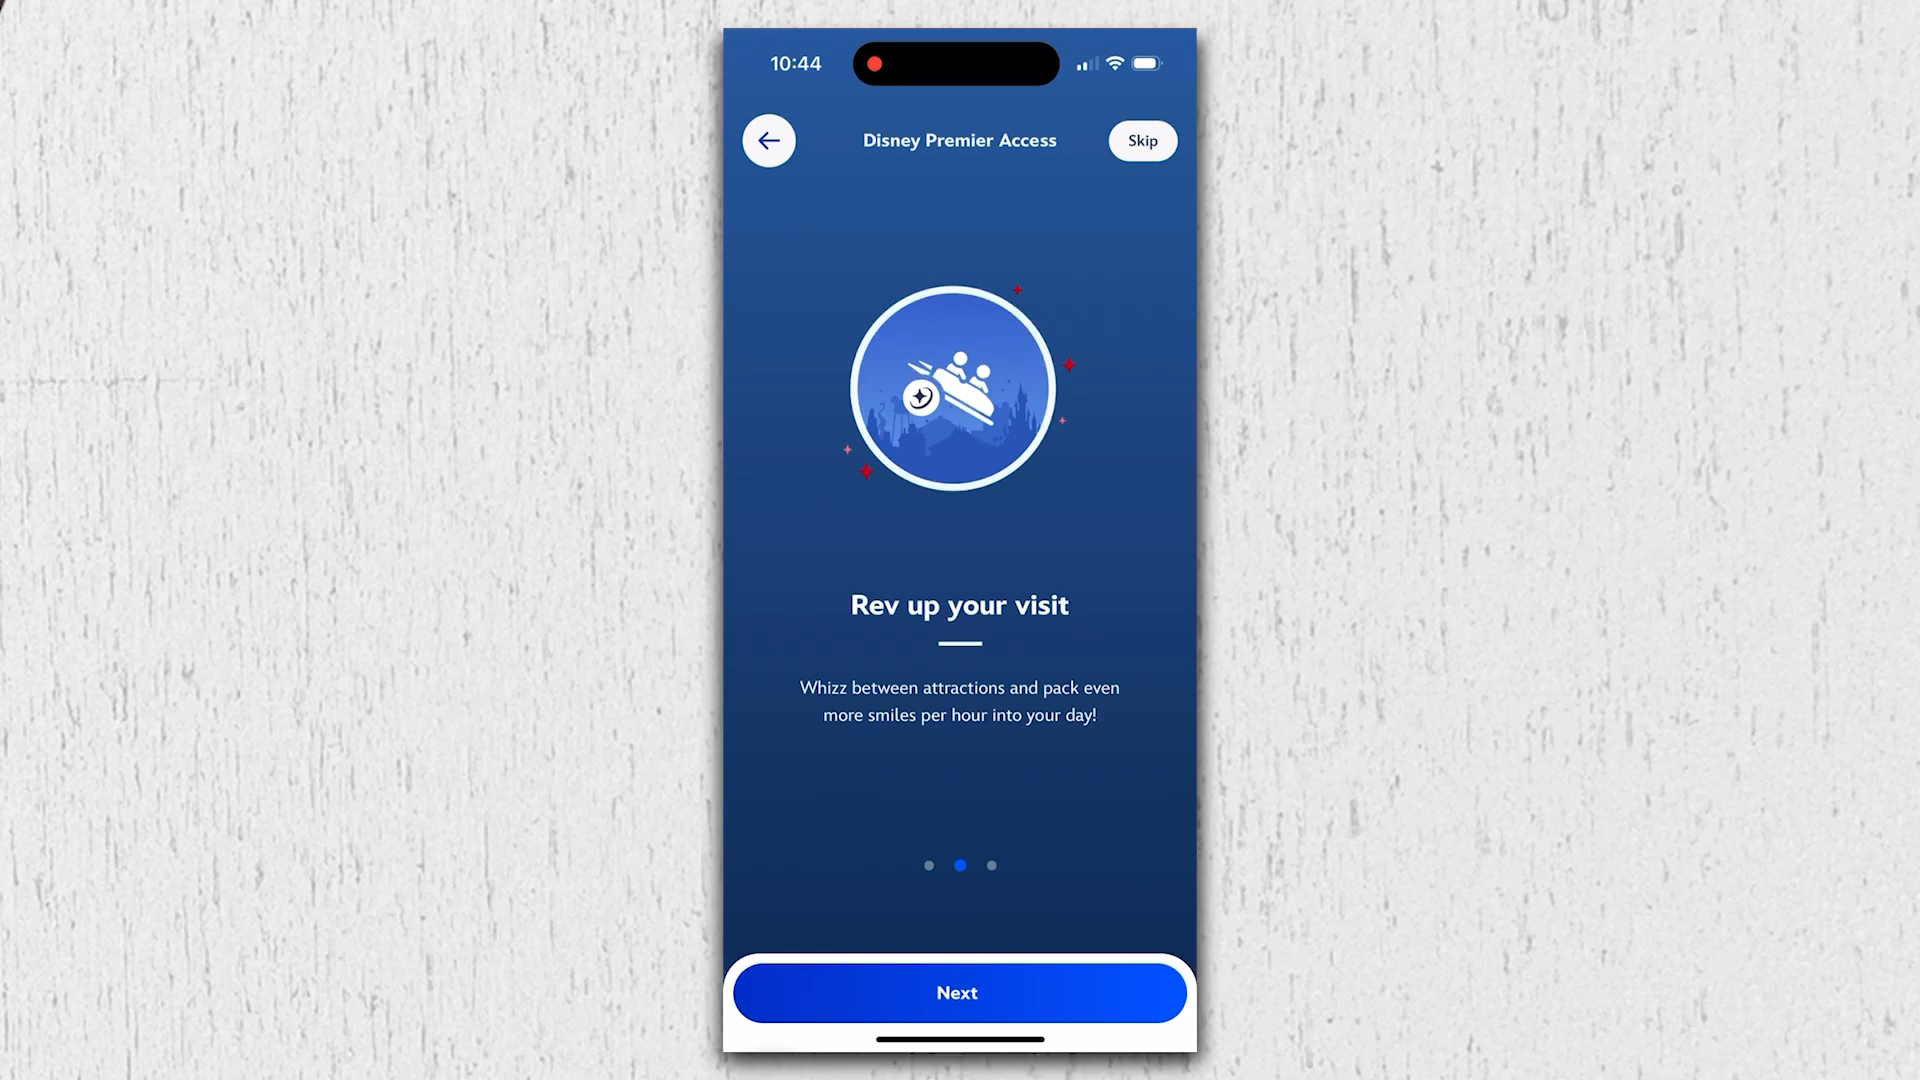 10:44
Disney Premier Access
Skip
Rev up your visit
Whizz between attractions and pack even
more smiles per hour into your day!
Next